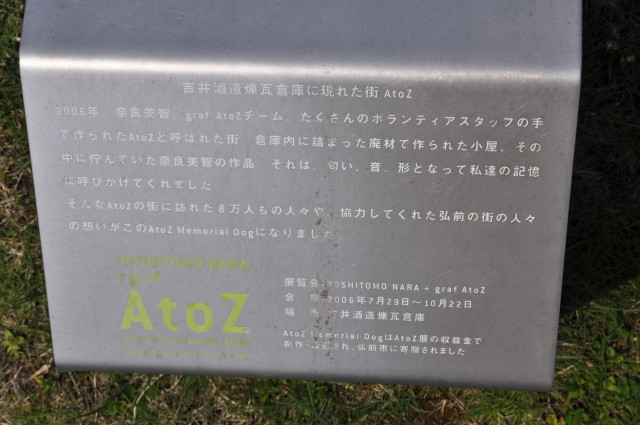 吉井酒造煉瓦倉庫に現れた街 AtoZ
2006年、奈良美智、graf AtoZチーム、たくさんのボランティアスタッフの手
で作られたAtoZと呼ばれた街 倉庫内に詰まった廃材で作られた小屋、その
中に佇んでいた奈良美智の作品 それは、匂い、音、形となって私達の記憶
に呼びかけてくれました
そんなAtoZの街に訪れた8万人もの人々や、協力してくれた弘前の街の人々
の想いがこのAtoZ Memorial Dogになりました
YOSHITOMO NARA
+ graf
AtoZ
展覧会 YOSHITOMO NARA + graf AtoZ
会 期 2006年7月29日〜10月22日
場 所 吉井酒造煉瓦倉庫
AtoZ Memorial DogはAtoZ展の収益金で
制作・ され、弘前市に寄贈されました